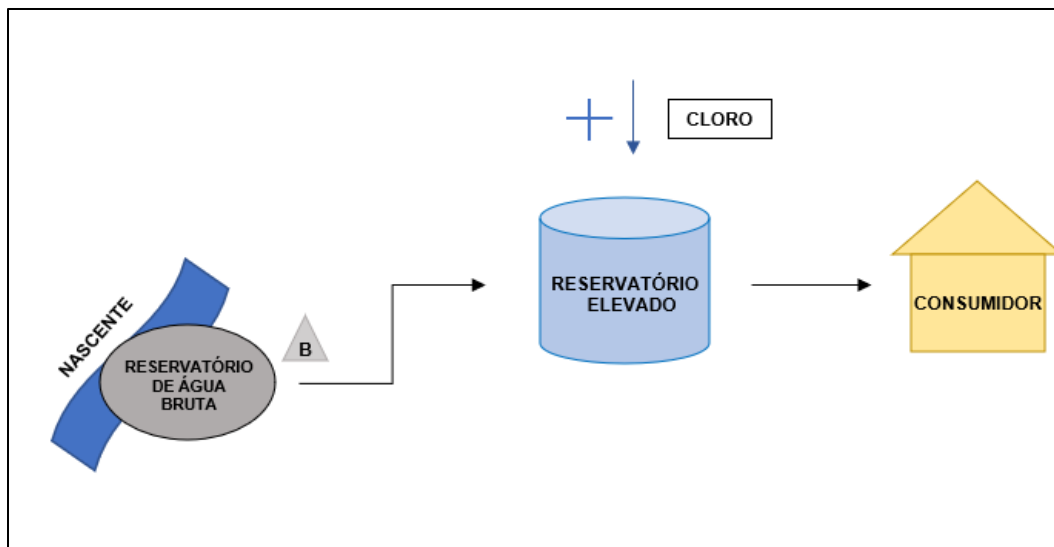 CLORO
NASCENTE
RESERVATÓRIO
DE ÁGUA
BRUTA
B
RESERVATÓRIO
ELEVADO
CONSUMIDOR